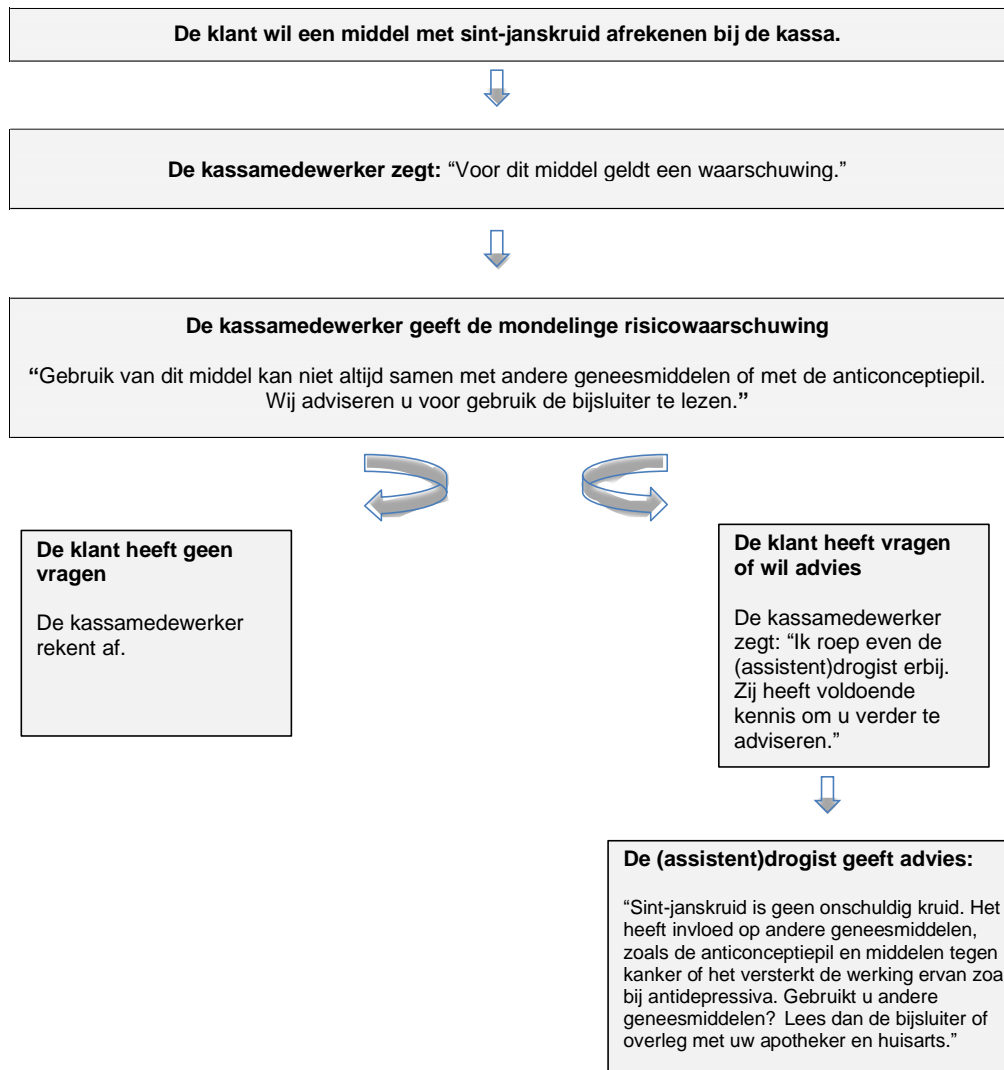 De klant wil een middel met sint-janskruid afrekenen bij de kassa.
De kassamedewerker zegt: “Voor dit middel geldt een waarschuwing.”
De kassamedewerker geeft de mondelinge risicowaarschuwing
“Gebruik van dit middel kan niet altijd samen met andere geneesmiddelen of met de anticonceptiepil.
Wij adviseren u voor gebruik de bijsluiter te lezen.”
De klant heeft geen
vragen
De kassamedewerker
rekent af.
De klant heeft vragen
of wil advies
De kassamedewerker
zegt: “Ik roep even de
(assistent)drogist erbij.
Zij heeft voldoende
kennis om u verder te
adviseren.”
De (assistent)drogist geeft advies:
“Sint-janskruid is geen onschuldig kruid. Het
heeft invloed op andere geneesmiddelen,
zoals de anticonceptiepil en middelen tegen
kanker of het versterkt de werking ervan zoa
bij antidepressiva. Gebruikt u andere
geneesmiddelen? Lees dan de bijsluiter of
overleg met uw apotheker en huisarts.”